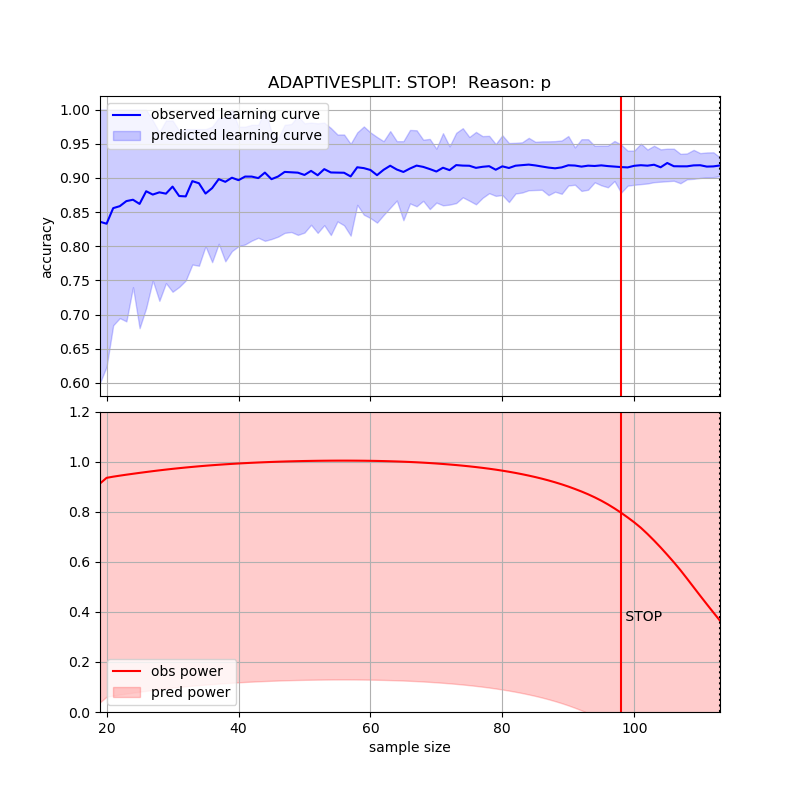 ADAPTIVESPLIT: STOP!  Reason: p
1.00
0.95
0.90
0.85
0.80
0.75
0.70
0.65
0.60
accuracy
observed learning curve
predicted learning curve
1.2
1.0
0.8
0.6
0.4
0.2
0.0
STOP
obs power
pred power
20 40 60 80 100
sample size